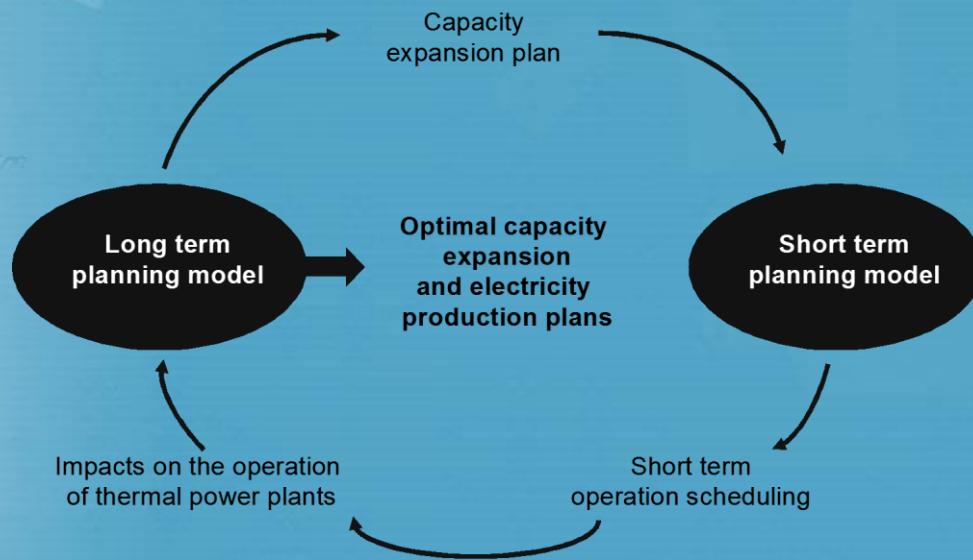 Capacity
expansion plan
Long term
planning model
Optimal capacity
expansion
and electricity
production plans
Short term
planning model
Impacts on the operation
of thermal power plants
Short term
operation scheduling